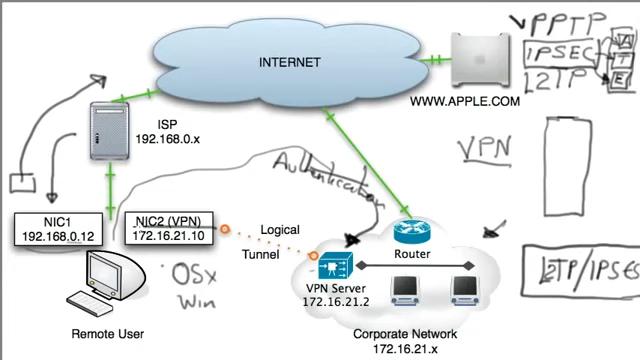 PPTP
IPSEC
L2TP
A
T
E
INTERNET
WWW.APPLE.COM
ISP
192.168.0.x
VPN
Authentication
NIC1
192.168.0.12
NIC2 (VPN)
172.16.21.10
Logical
Tunnel
Router
OSx
Win
VPN Server
172.16.21.2
L2TP/IPSEC
Remote User
Corporate Network
172.16.21.x